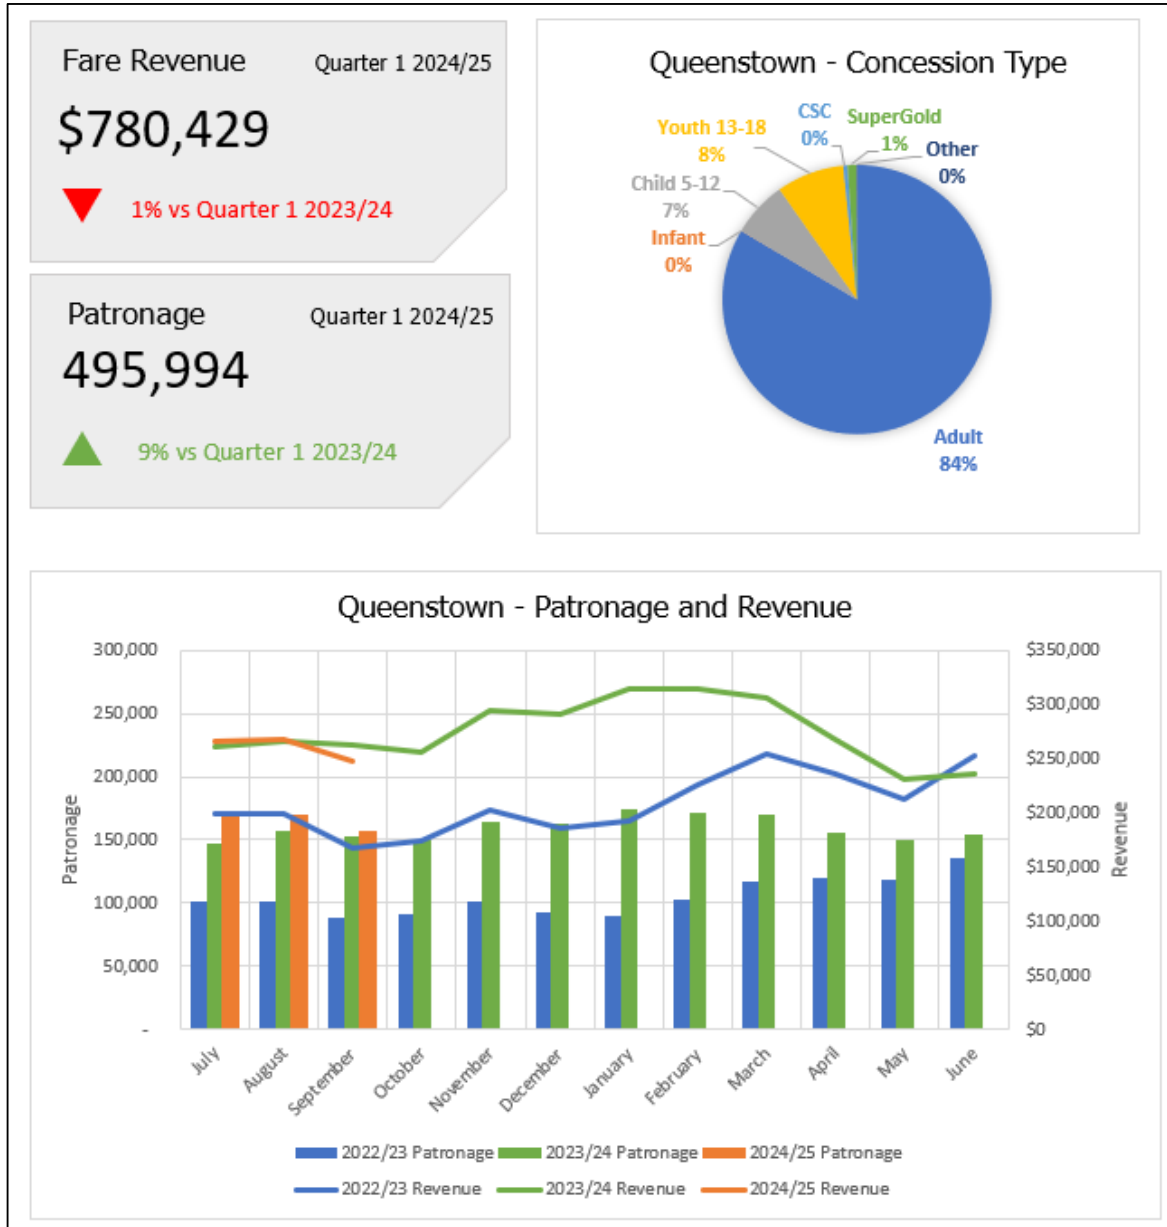 Fare Revenue
Quarter 1 2024/25
$780,429
1% vs Quarter 1 2023/24
Patronage
Quarter 1 2024/25
495,994
9% vs Quarter 1 2023/24
Queenstown - Concession Type
CSC
0%
SuperGold
1%
Youth 13-18
8%
Other
0%
Child 5-12
7%
Infant
0%
Adult
84%
Queenstown - Patronage and Revenue
300,000
250,000
200,000
150,000
100,000
50,000
-
Patronage
$350,000
$300,000
$250,000
$200,000
$150,000
$100,000
$50,000
$0
Revenue
July
August
September
October
November
December
January
February
March
April
May
June
2022/23 Patronage
2023/24 Patronage
2024/25 Patronage
2022/23 Revenue
2023/24 Revenue
2024/25 Revenue